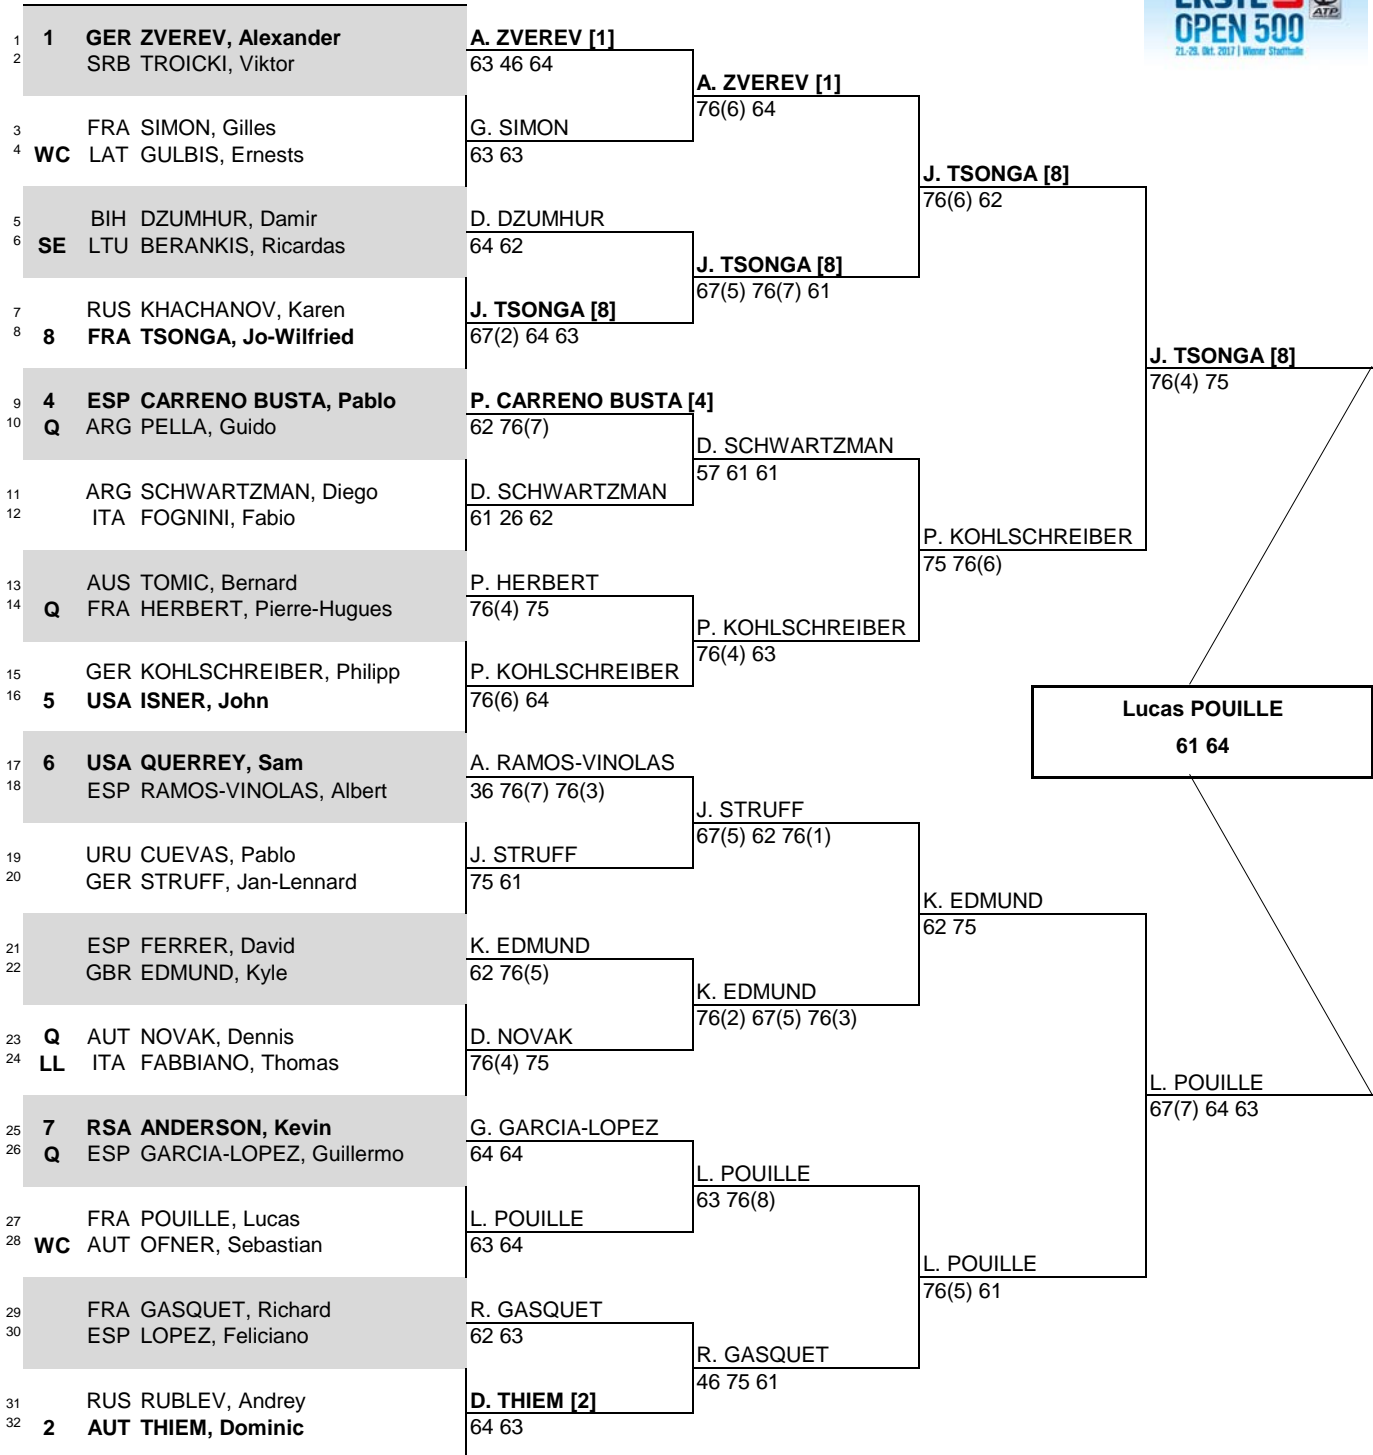 ERSTE
ATP
OPEN 500
21.-29. Okt. 2017 | Wiener Stadthalle
1 1 GER ZVEREV, Alexander
2 SRB TROICKI, Viktor
3 FRA SIMON, Gilles
4 WC LAT GULBIS, Ernests
5 BIH DZUMHUR, Damir
6 SE LTU BERANKIS, Ricardas
7 RUS KHACHANOV, Karen
8 8 FRA TSONGA, Jo-Wilfried
9 4 ESP CARRENO BUSTA, Pablo
10 Q ARG PELLA, Guido
11 ARG SCHWARTZMAN, Diego
12 ITA FOGNINI, Fabio
13 AUS TOMIC, Bernard
14 Q FRA HERBERT, Pierre-Hugues
15 GER KOHLSCHREIBER, Philipp
16 5 USA ISNER, John
17 6 USA QUERREY, Sam
18 ESP RAMOS-VINOLAS, Albert
19 URU CUEVAS, Pablo
20 GER STRUFF, Jan-Lennard
21 ESP FERRER, David
22 GBR EDMUND, Kyle
23 Q AUT NOVAK, Dennis
24 LL ITA FABBIANO, Thomas
25 7 RSA ANDERSON, Kevin
26 Q ESP GARCIA-LOPEZ, Guillermo
27 FRA POUILLE, Lucas
28 WC AUT OFNER, Sebastian
29 FRA GASQUET, Richard
30 ESP LOPEZ, Feliciano
31 RUS RUBLEV, Andrey
32 2 AUT THIEM, Dominic
A. ZVEREV [1]
63 46 64
G. SIMON
63 63
D. DZUMHUR
64 62
J. TSONGA [8]
67(2) 64 63
P. CARRENO BUSTA [4]
62 76(7)
D. SCHWARTZMAN
61 26 62
P. HERBERT
76(4) 75
P. KOHLSCHREIBER
76(6) 64
A. RAMOS-VINOLAS
36 76(7) 76(3)
J. STRUFF
75 61
K. EDMUND
62 76(5)
D. NOVAK
76(4) 75
G. GARCIA-LOPEZ
64 64
L. POUILLE
63 64
R. GASQUET
62 63
D. THIEM [2]
64 63
A. ZVEREV [1]
76(6) 64
J. TSONGA [8]
67(5) 76(7) 61
D. SCHWARTZMAN
57 61 61
P. KOHLSCHREIBER
76(4) 63
J. STRUFF
67(5) 62 76(1)
K. EDMUND
76(2) 67(5) 76(3)
L. POUILLE
63 76(8)
R. GASQUET
46 75 61
J. TSONGA [8]
76(6) 62
P. KOHLSCHREIBER
75 76(6)
K. EDMUND
62 75
L. POUILLE
76(5) 61
J. TSONGA [8]
76(4) 75
L. POUILLE
67(7) 64 63
Lucas POUILLE
61 64